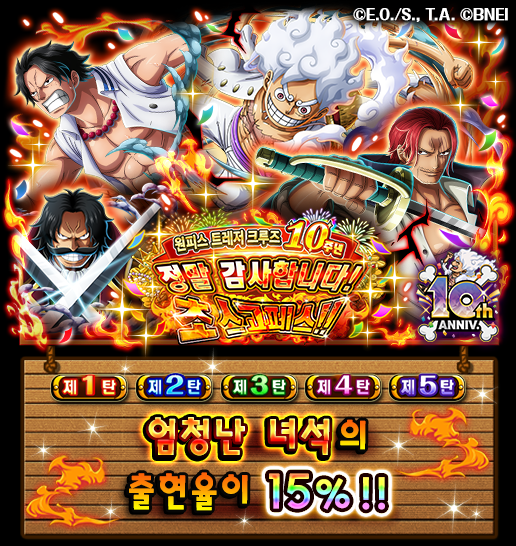 ©E.O./S., T.A. ©BNEI
원피스 트레저 크루즈 10주년
정말 감사합니다!
초 스고페스!!
10th
ANNIV.
제1탄 제2탄 제3탄 제4탄 제5탄
엄청난 녀석의
출현율이 15%!!